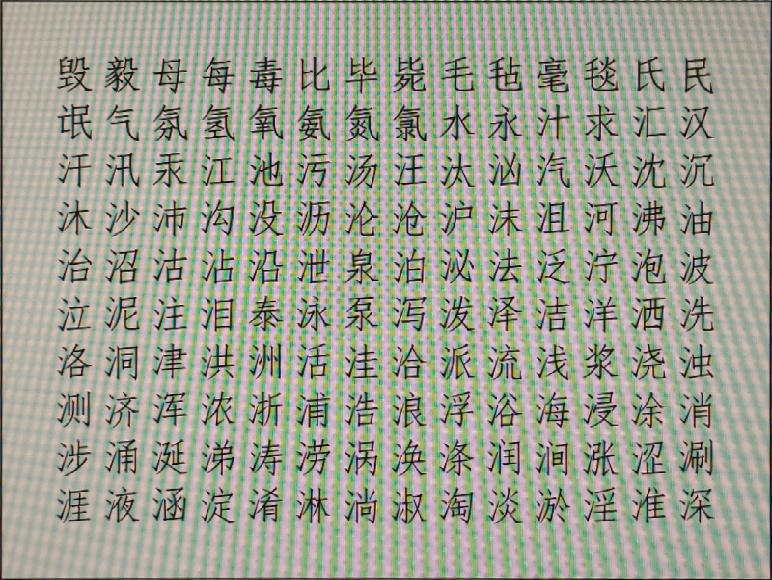 毁毅母每毒比毕毙毛毡毫毯氏民
氓气氛氢氧氨氮氯水永汁求汇汉
汗汛汞江池污汤汪汰汹汽沃沈沉
沐沙沛沟没沥沦沧沪沫沮河沸油
治沼沽沾沿泄泉泊泌法泛泞泡波
泣泥注泪泰泳泵泻泼泽洁洋洒洗
洛洞津洪洲活洼洽派流浅浆浇浊
测济浑浓浙浦浩浪浮浴海浸涂消
涉涌涎涕涛涝涡涣涤润涧涨涩涮
涯液涵淀淆淋淌淑淘淡淤淫淮深